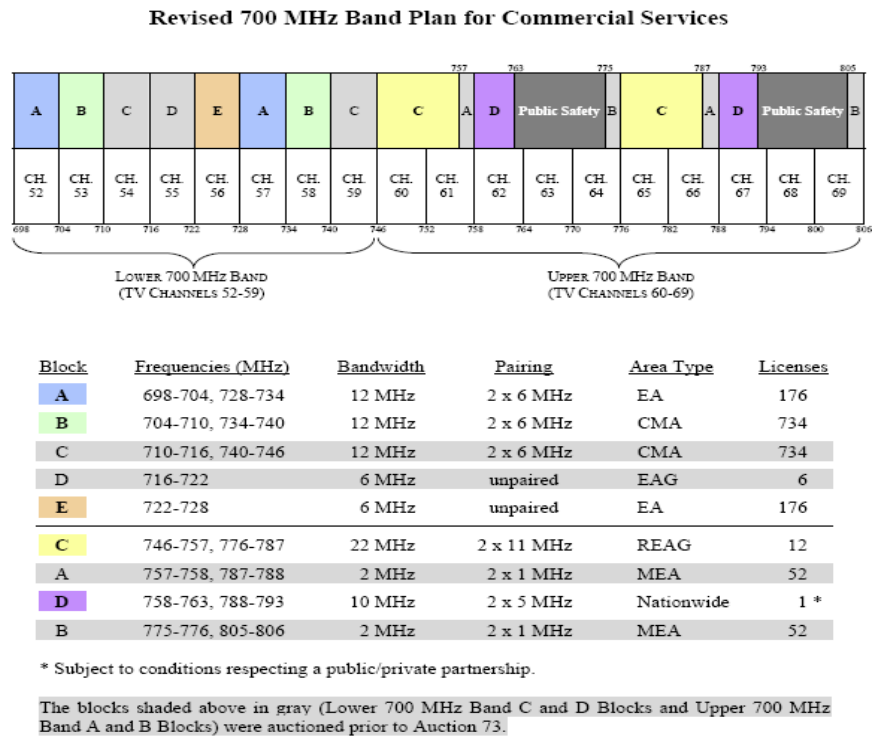 Revised 700 MHz Band Plan for Commercial Services
757 763 775 787 793 805
A B C D E A B C C A D Public Safety B C A D Public Safety B
CH. CH. CH. CH. CH. CH. CH. CH. CH. CH. CH. CH. CH. CH. CH. CH. CH. CH.
52 53 54 55 56 57 58 59 60 61 62 63 64 65 66 67 68 69
698 704 710 716 722 728 734 740 746 752 758 764 770 776 782 788 794 800 806
LOWER 700 MHZ BAND UPPER 700 MHZ BAND
(TV CHANNELS 52-59) (TV CHANNELS 60-69)
Block Frequencies (MHz) Bandwidth Pairing Area Type Licenses
A 698-704, 728-734 12 MHz 2 x 6 MHz EA 176
B 704-710, 734-740 12 MHz 2 x 6 MHz CMA 734
C 710-716, 740-746 12 MHz 2 x 6 MHz CMA 734
D 716-722 6 MHz unpaired EAG 6
E 722-728 6 MHz unpaired EA 176
C 746-757, 776-787 22 MHz 2 x 11 MHz REAG 12
A 757-758, 787-788 2 MHz 2 x 1 MHz MEA 52
D 758-763, 788-793 10 MHz 2 x 5 MHz Nationwide 1 *
B 775-776, 805-806 2 MHz 2 x 1 MHz MEA 52
* Subject to conditions respecting a public/private partnership.
The blocks shaded above in gray (Lower 700 MHz Band C and D Blocks and Upper 700 MHz
Band A and B Blocks) were auctioned prior to Auction 73.